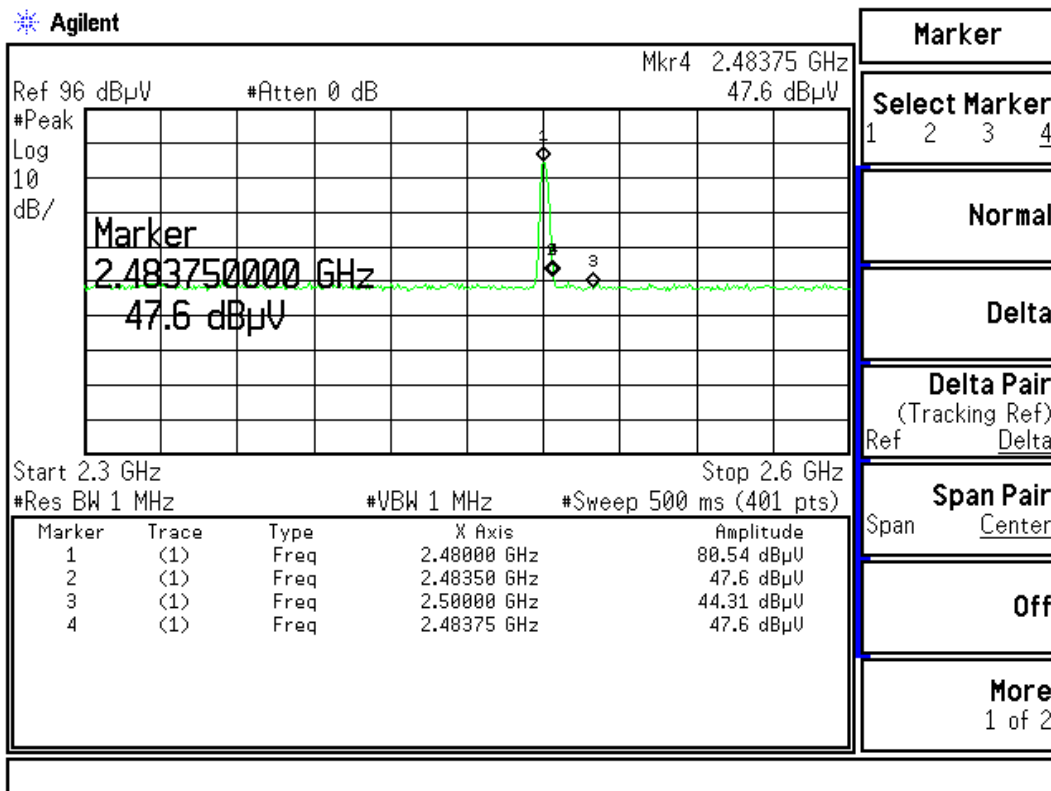 Agilent
Mkr4 2.48375 GHz
Ref 96 dBµV #Atten 0 dB 47.6 dBµV
#Peak
Log
10
dB/
1
3
Marker
2.483750000 GHz
47.6 dBµV
Start 2.3 GHz Stop 2.6 GHz
#Res BW 1 MHz #VBW 1 MHz #Sweep 500 ms (401 pts)
Marker Trace Type X Axis Amplitude
1 (1) Freq 2.48000 GHz 80.54 dBµV
2 (1) Freq 2.48350 GHz 47.6 dBµV
3 (1) Freq 2.50000 GHz 44.31 dBµV
4 (1) Freq 2.48375 GHz 47.6 dBµV
Marker
Select Marker
1 2 3 4
Normal
Delta
Delta Pair
(Tracking Ref)
Ref Delta
Span Pair
Span Center
Off
More
1 of 2